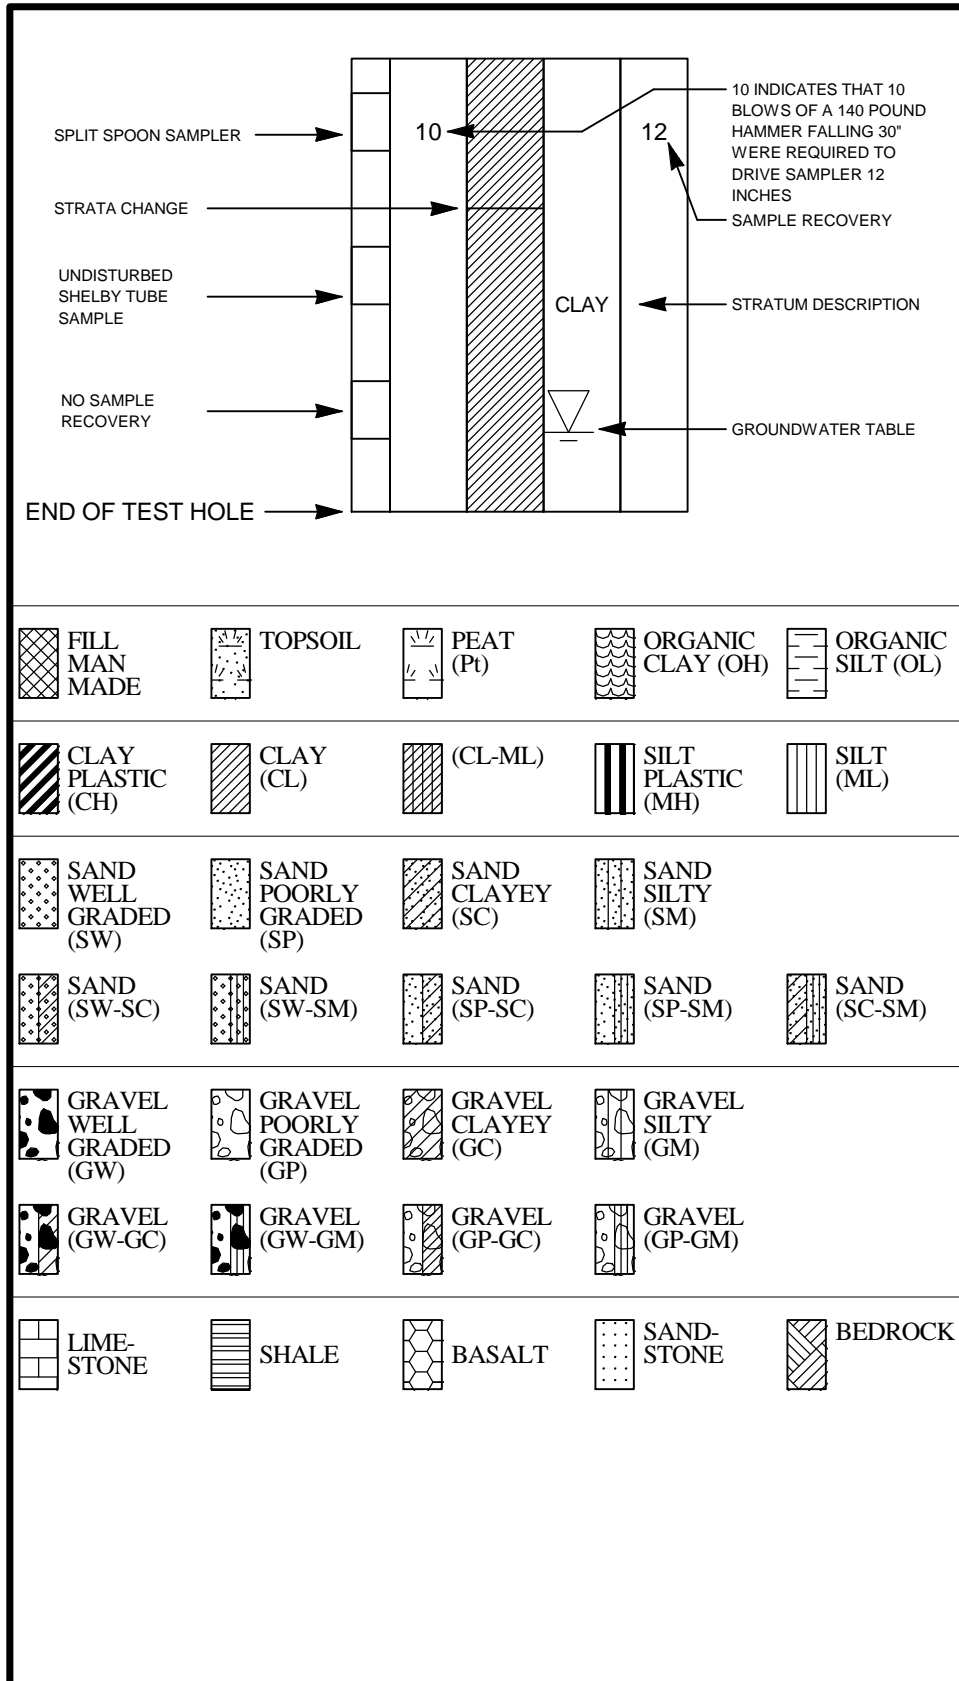 SPLIT SPOON SAMPLER
STRATA CHANGE
UNDISTURBED
SHELBY TUBE
SAMPLE
NO SAMPLE
RECOVERY
END OF TEST HOLE
10
12
CLAY
10 INDICATES THAT 10
BLOWS OF A 140 POUND
HAMMER FALLING 30"
WERE REQUIRED TO
DRIVE SAMPLER 12
INCHES
SAMPLE RECOVERY
STRATUM DESCRIPTION
GROUNDWATER TABLE
FILL
MAN
MADE
TOPSOIL
PEAT
(Pt)
ORGANIC
CLAY (OH)
ORGANIC
SILT (OL)
CLAY
PLASTIC
(CH)
CLAY
(CL)
(CL-ML)
SILT
PLASTIC
(MH)
SILT
(ML)
SAND
WELL
GRADED
(SW)
SAND
POORLY
GRADED
(SP)
SAND
CLAYEY
(SC)
SAND
SILTY
(SM)
SAND
(SW-SC)
SAND
(SW-SM)
SAND
(SP-SC)
SAND
(SP-SM)
SAND
(SC-SM)
GRAVEL
WELL
GRADED
(GW)
GRAVEL
POORLY
GRADED
(GP)
GRAVEL
CLAYEY
(GC)
GRAVEL
SILTY
(GM)
GRAVEL
(GW-GC)
GRAVEL
(GW-GM)
GRAVEL
(GP-GC)
GRAVEL
(GP-GM)
LIME-
STONE
SHALE
BASALT
SAND-
STONE
BEDROCK